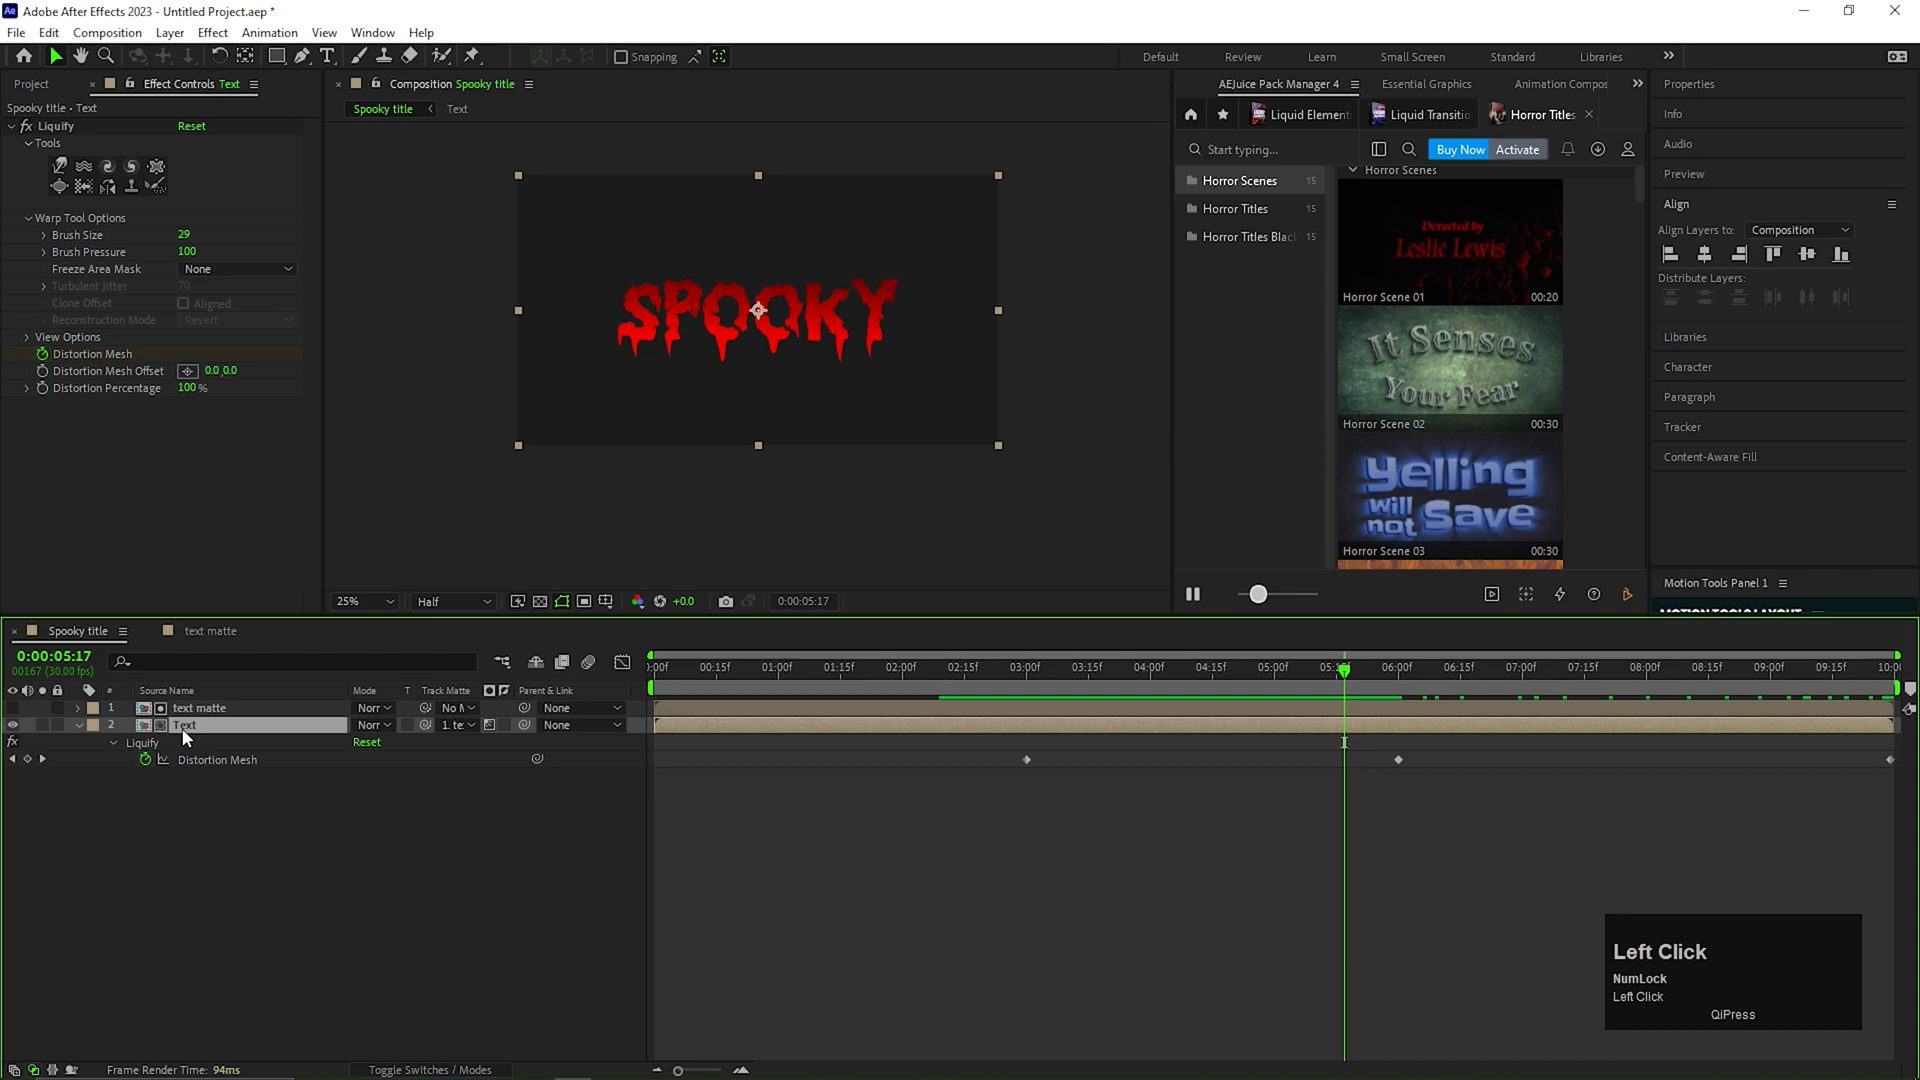 Adobe After Effects 2023 - Untitled Project.aep *
File Edit Composition Layer Effect Animation View Window Help
Snapping
Default Review Learn Small Screen Standard Libraries
Project Effect Controls Text
Spooky title • Text
fx Liquify Reset
Tools
Warp Tool Options
Brush Size 29
Brush Pressure 100
Freeze Area Mask None
Turbulent Jitter 70
Clone Offset Aligned
Reconstruction Mode Revert
View Options
Distortion Mesh
Distortion Mesh Offset 0.0,0.0
Distortion Percentage 100 %
Composition Spooky title
Spooky title Text
SPOOKY
25% Half +0.0 0:00:05:17
AEJuice Pack Manager 4 Essential Graphics Animation Compos
Liquid Element Liquid Transitio Horror Titles
Start typing... Buy Now Activate
Horror Scenes 15
Horror Titles 15
Horror Titles Blac 15
Horror Scenes
Leslie Lewis
Horror Scene 01 00:20
It Senses
Your Fear
Horror Scene 02 00:30
Yelling
will
not Save
Horror Scene 03 00:30
Properties
Info
Audio
Preview
Align
Align Layers to: Composition
Distribute Layers:
Libraries
Character
Paragraph
Tracker
Content-Aware Fill
Motion Tools Panel 1
Spooky title text matte
0:00:05:17
00167 (30.00 fps)
:00f 00:15f 01:00f 01:15f 02:00f 02:15f 03:00f 03:15f 04:00f 04:15f 05:00f 06:00f 06:15f 07:00f 07:15f 08:00f 08:15f 09:00f 09:15f 10:0
# Source Name Mode T Track Matte Parent & Link
1 text matte Norr No M None
2 Text Norr 1. te None
fx Liquify Reset
Distortion Mesh
Left Click
NumLock
Left Click
QiPress
Frame Render Time: 94ms Toggle Switches / Modes